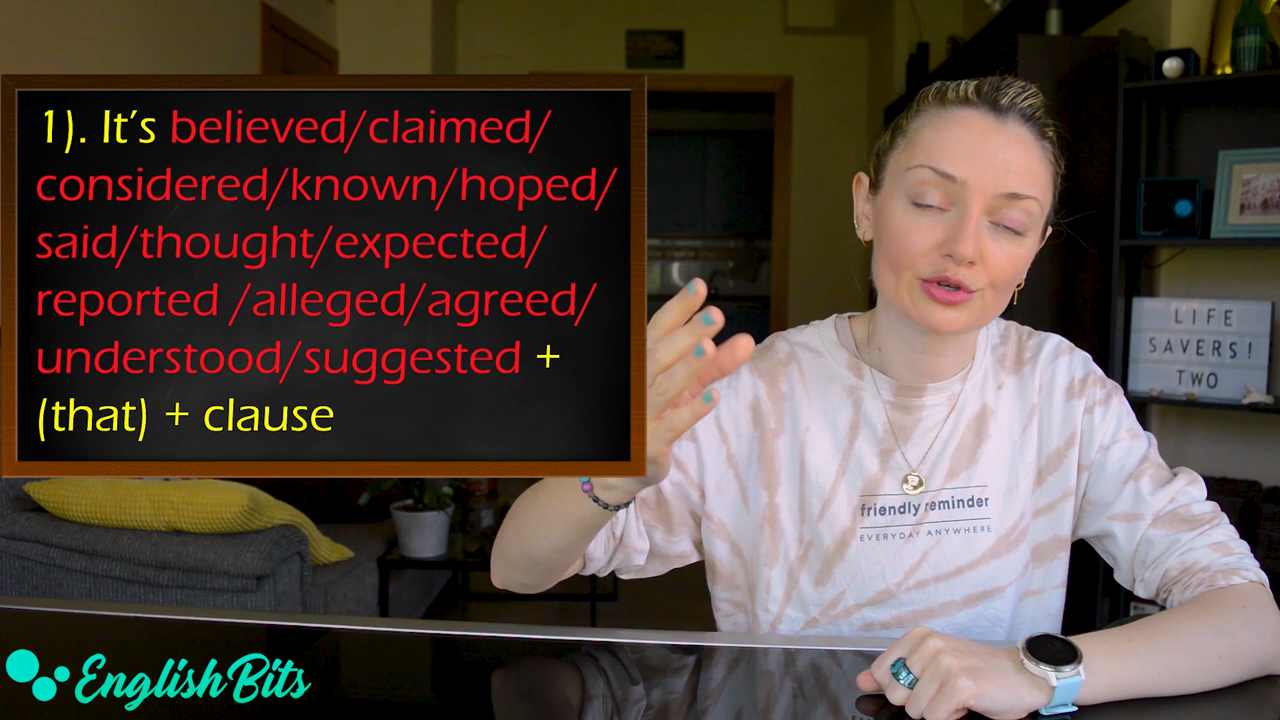 1). It's believed/claimed/
considered/known/hoped/
said/thought/expected/
reported /alleged/agreed/
understood/suggested +
(that) + clause
LIFE
SAVERS!
TWO
friendly reminder
EVERYDAY ANYWHERE
EnglishBits